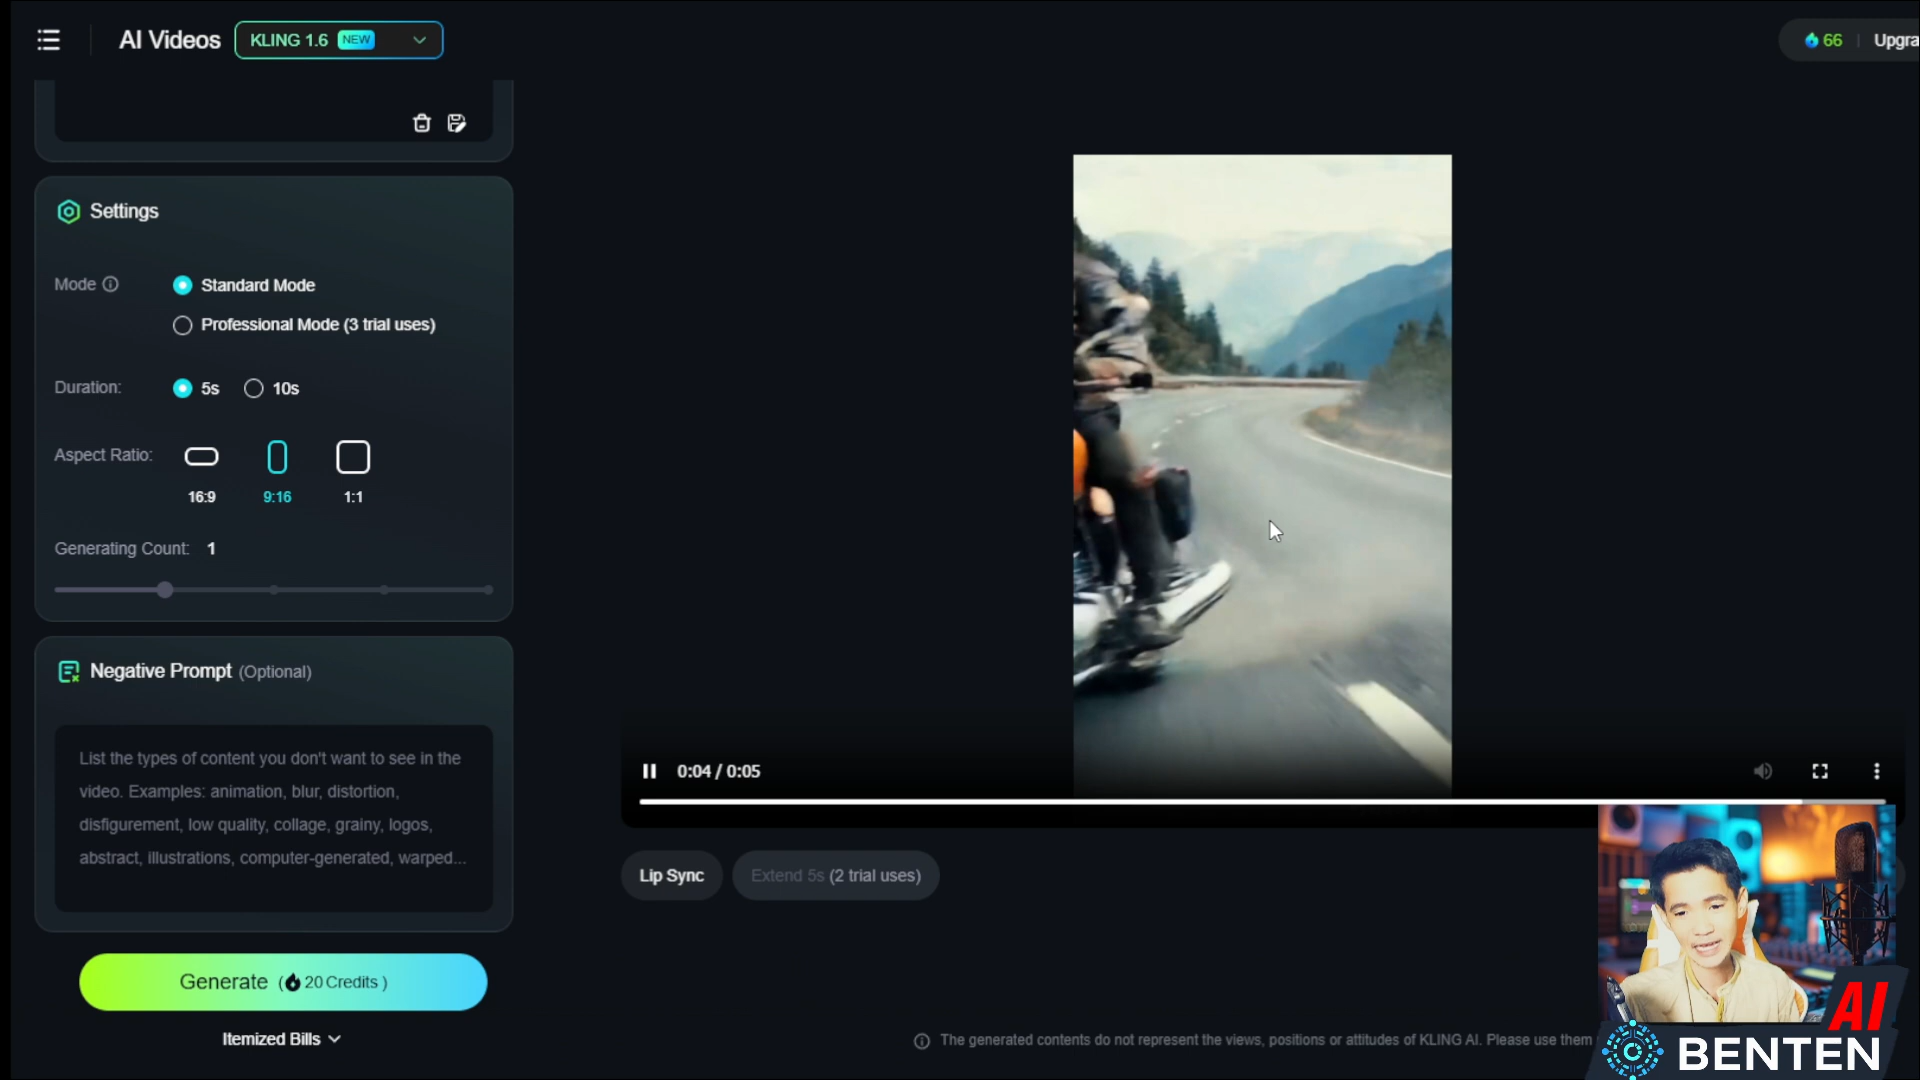 AI Videos
KLING 1.6 NEW
66
Upgra
Settings
Mode
Standard Mode
Professional Mode (3 trial uses)
Duration:
5s
10s
Aspect Ratio:
16:9
9:16
1:1
Generating Count: 1
Negative Prompt (Optional)
List the types of content you don't want to see in the
video. Examples: animation, blur, distortion,
disfigurement, low quality, collage, grainy, logos,
abstract, illustrations, computer-generated, warped...
Generate (20 Credits )
Itemized Bills
0:04 / 0:05
Lip Sync
Extend 5s (2 trial uses)
The generated contents do not represent the views, positions or attitudes of KLING AI. Please use them
AI
BENTEN